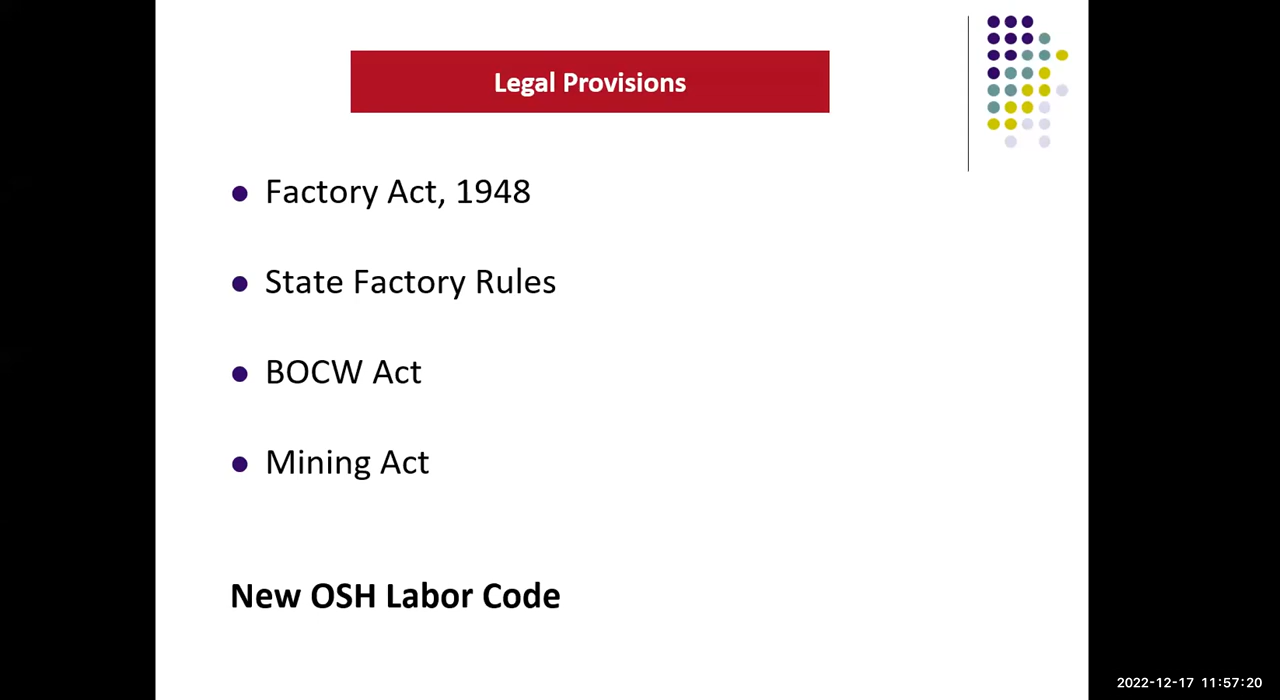 Legal Provisions
● Factory Act, 1948
● State Factory Rules
● BOCW Act
● Mining Act
New OSH Labor Code
2022-12-17 11:57:20